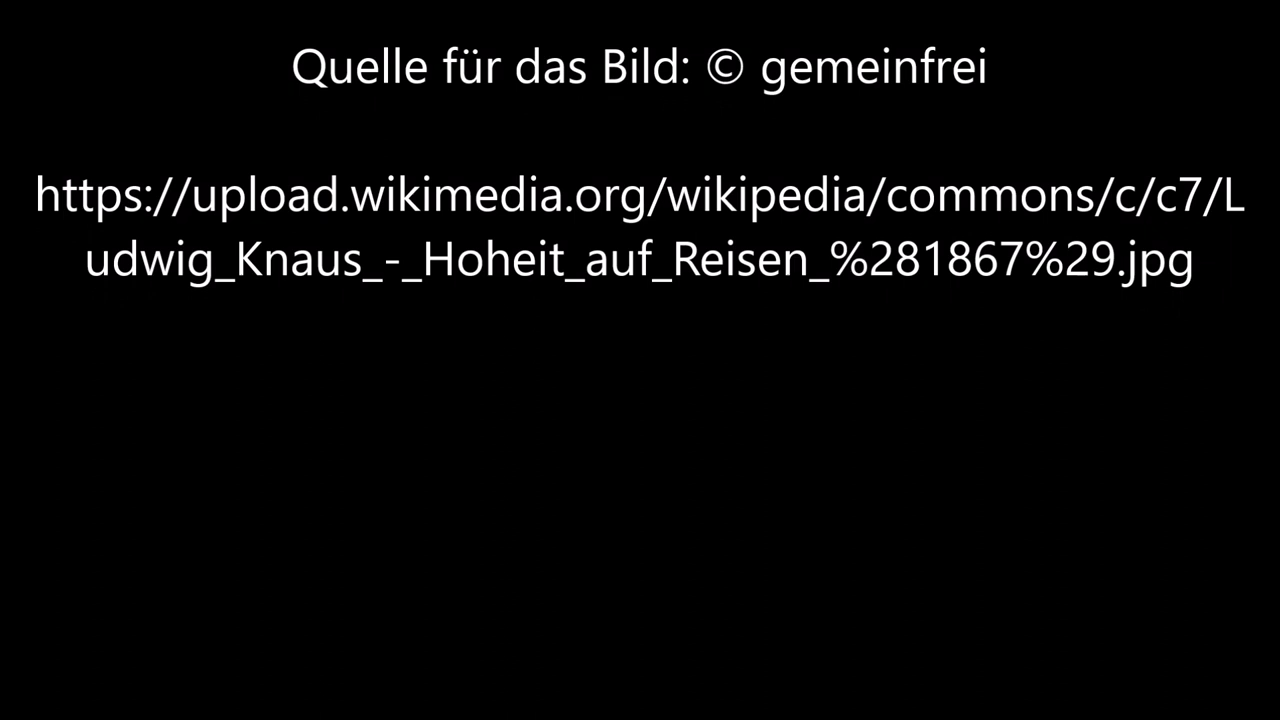 Quelle für das Bild: © gemeinfrei
https://upload.wikimedia.org/wikipedia/commons/c/c7/L
udwig_Knaus_-_Hoheit_auf_Reisen_%281867%29.jpg